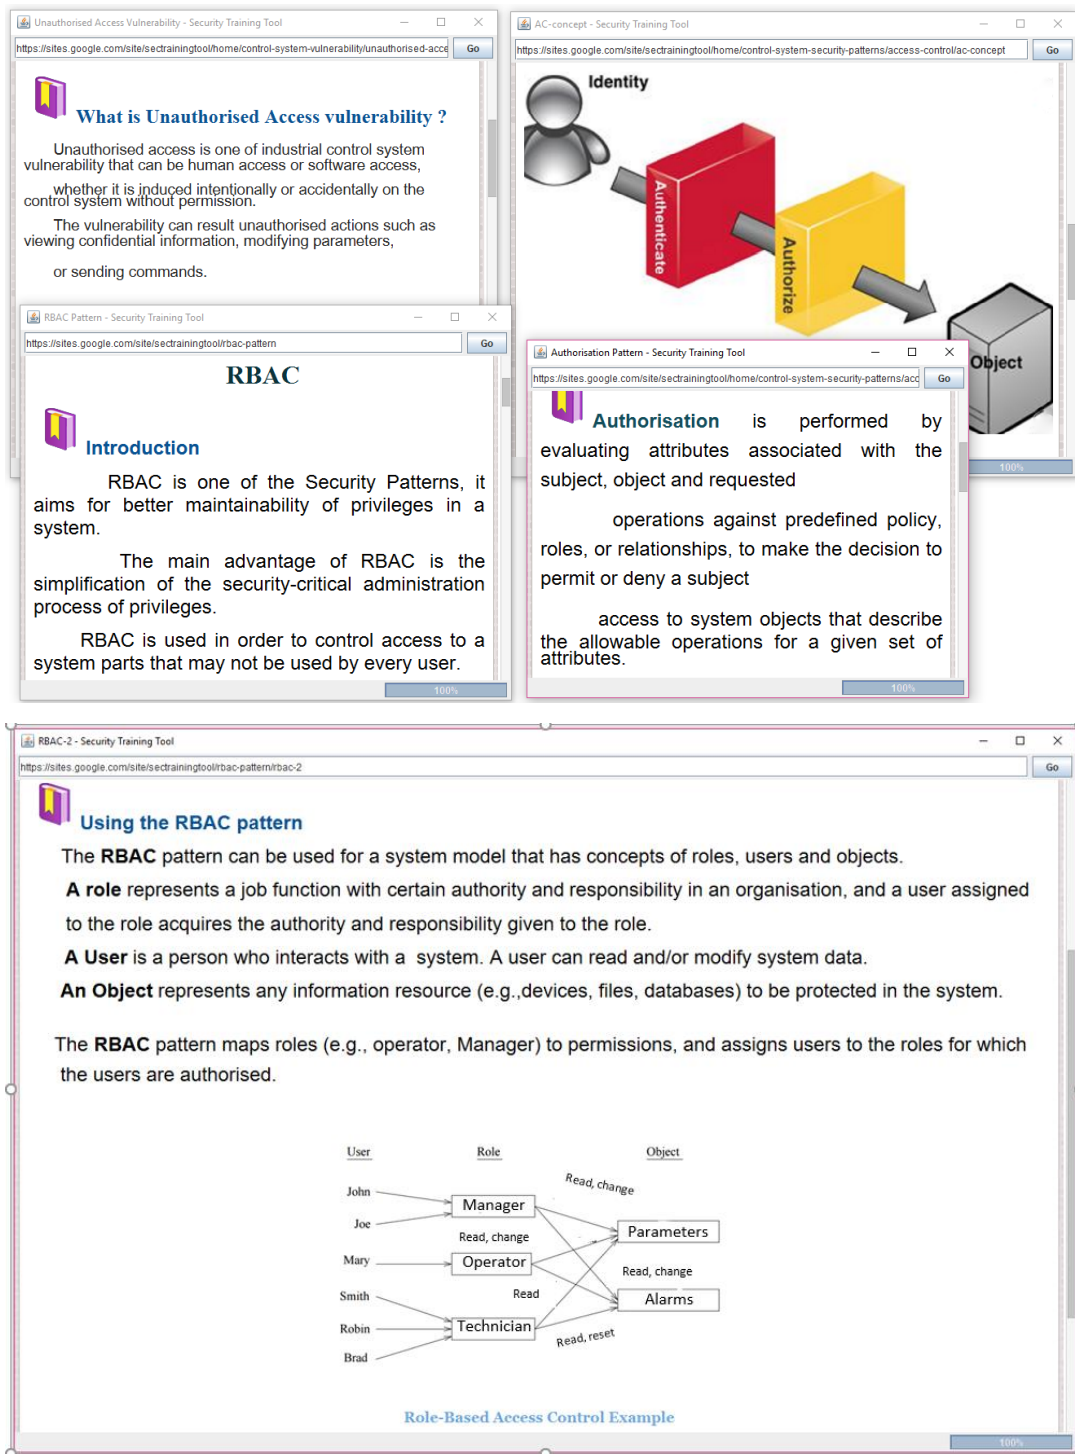 Unauthorised Access Vulnerability - Security Training Tool
https://sites.google.com/site/sectrainingtool/home/control-system-vulnerability/unauthorised-acce
Go
What is Unauthorised Access vulnerability ?
Unauthorised access is one of industrial control system
vulnerability that can be human access or software access,
whether it is induced intentionally or accidentally on the
control system without permission.
The vulnerability can result unauthorised actions such as
viewing confidential information, modifying parameters,
or sending commands.
AC-concept - Security Training Tool
https://sites.google.com/site/sectrainingtool/home/control-system-security-patterns/access-control/ac-concept
Go
Identity
Authenticate
Authorize
Object
100%
RBAC Pattern - Security Training Tool
https://sites.google.com/site/sectrainingtool/rbac-pattern
Go
RBAC
Introduction
RBAC is one of the Security Patterns, it
aims for better maintainability of privileges in a
system.
The main advantage of RBAC is the
simplification of the security-critical administration
process of privileges.
RBAC is used in order to control access to a
system parts that may not be used by every user.
100%
Authorisation Pattern - Security Training Tool
https://sites.google.com/site/sectrainingtool/home/control-system-security-patterns/acc
Go
Authorisation is performed by
evaluating attributes associated with the
subject, object and requested
operations against predefined policy,
roles, or relationships, to make the decision to
permit or deny a subject
access to system objects that describe
the allowable operations for a given set of
attributes.
100%
RBAC-2 - Security Training Tool
https://sites.google.com/site/sectrainingtool/rbac-pattern/rbac-2
Go
Using the RBAC pattern
The RBAC pattern can be used for a system model that has concepts of roles, users and objects.
A role represents a job function with certain authority and responsibility in an organisation, and a user assigned
to the role acquires the authority and responsibility given to the role.
A User is a person who interacts with a system. A user can read and/or modify system data.
An Object represents any information resource (e.g.,devices, files, databases) to be protected in the system.
The RBAC pattern maps roles (e.g., operator, Manager) to permissions, and assigns users to the roles for which
the users are authorised.
User Role Object
Read, change
John
Manager
Joe
Parameters
Read, change
Mary
Operator
Read, change
Smith
Read
Alarms
Robin
Technician
Read, reset
Brad
Role-Based Access Control Example
100%